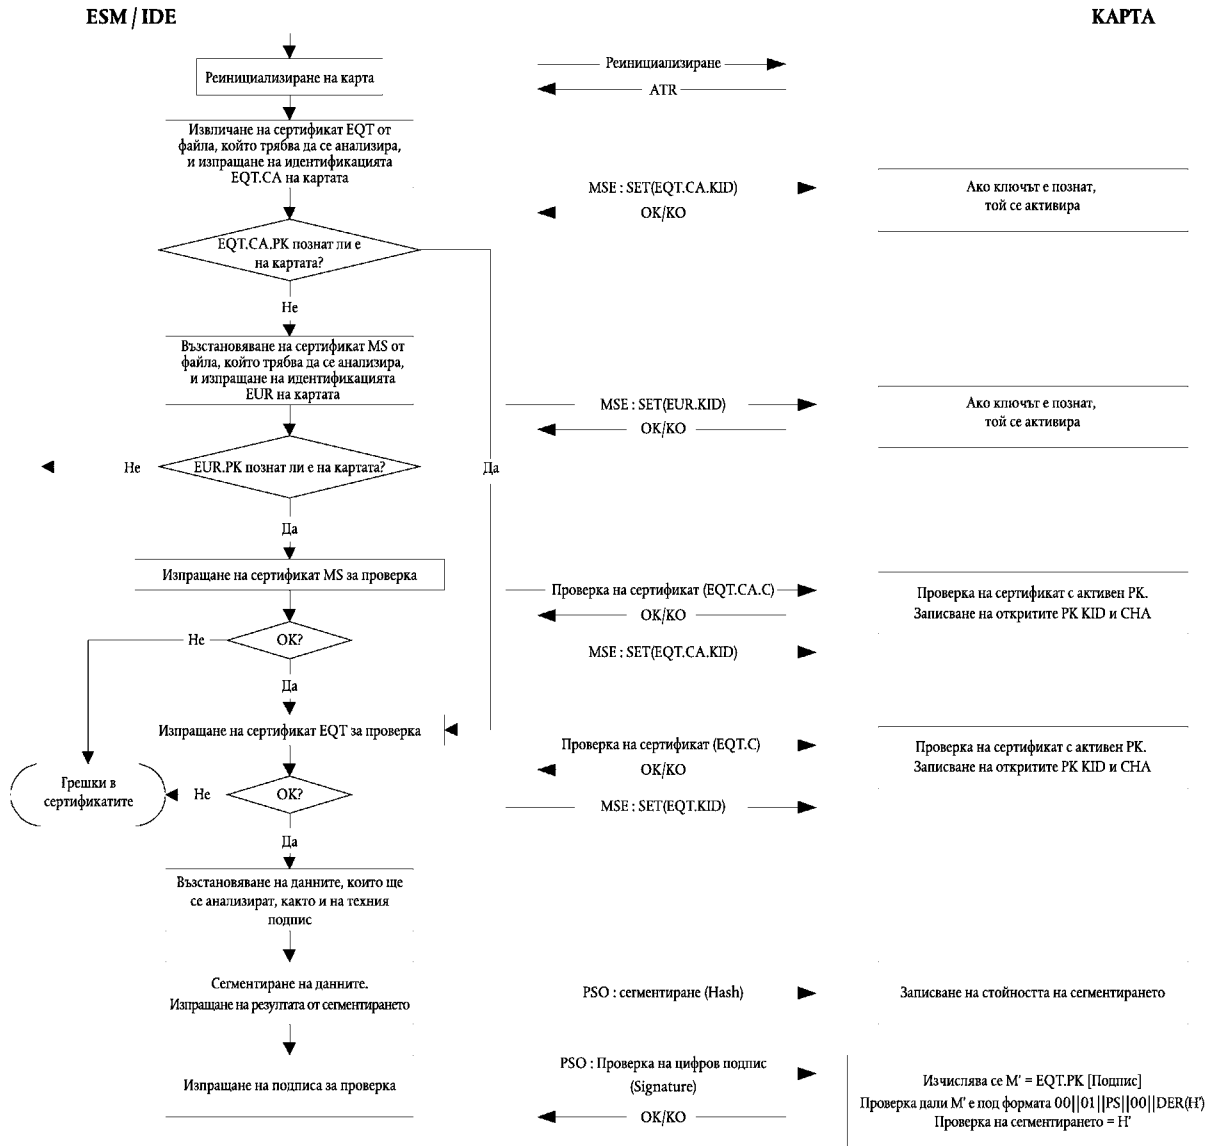 ESM / IDE
КАРТА
Реинициализиране на карта
Реинициализиране
ATR
Извличане на сертификат EQT от
файла, който трябва да се анализира,
и изпращане на идентификацията
EQT.CA на картата
MSE : SET(EQT.CA.KID)
OK/KO
Ако ключът е познат,
той се активира
EQT.CA.PK познат ли е
на картата?
Не
Възстановяване на сертификат MS от
файла, който трябва да се анализира,
и изпращане на идентификацията
EUR на картата
MSE : SET(EUR.KID)
OK/KO
Ако ключът е познат,
той се активира
Не
EUR.PK познат ли е на картата?
Да
Да
Изпращане на сертификат MS за проверка
Проверка на сертификат (EQT.CA.C)
OK/KO
Проверка на сертификат с активен PK.
Записване на откритите PK KID и CHA
Не
OK?
MSE : SET(EQT.CA.KID)
Да
Изпращане на сертификат EQT за проверка
Проверка на сертификат (EQT.C)
OK/KO
Проверка на сертификат с активен PK.
Записване на откритите PK KID и CHA
Грешки в
сертификатите
Не
OK?
MSE : SET(EQT.KID)
Да
Възстановяване на данните, които ще
се анализират, както и на техния
подпис
Сегментиране на данните.
Изпращане на резултата от сегментирането
PSO : сегментиране (Hash)
Записване на стойността на сегментирането
Изпращане на подписа за проверка
PSO : Проверка на цифров подпис
(Signature)
OK/KO
Изчислява се M' = EQT.PK [Подпис]
Проверка дали M' е под формата 00||01||PS||00||DER(H')
Проверка на сегментирането = H'